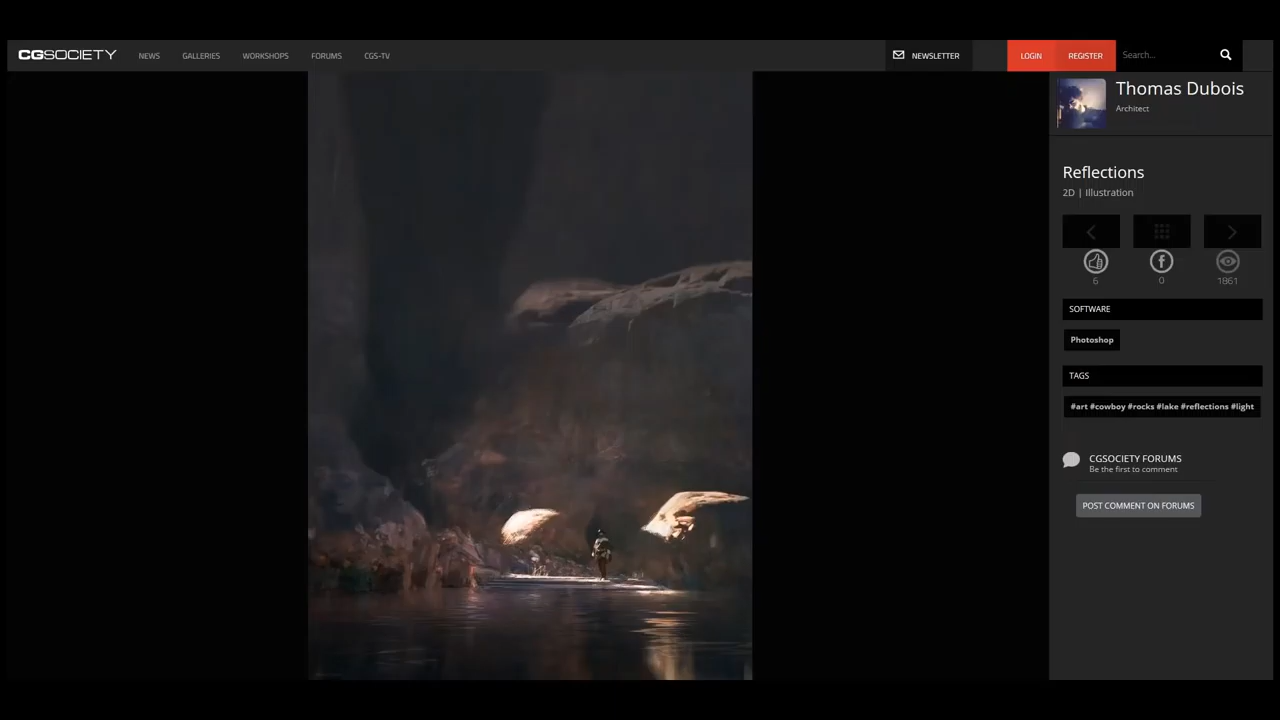 CGSOCIETY NEWS GALLERIES WORKSHOPS FORUMS CGS-TV NEWSLETTER LOGIN REGISTER Search...
Thomas Dubois
Architect
Reflections
2D | Illustration
6 0 1861
SOFTWARE
Photoshop
TAGS
#art #cowboy #rocks #lake #reflections #light
CGSOCIETY FORUMS
Be the first to comment
POST COMMENT ON FORUMS